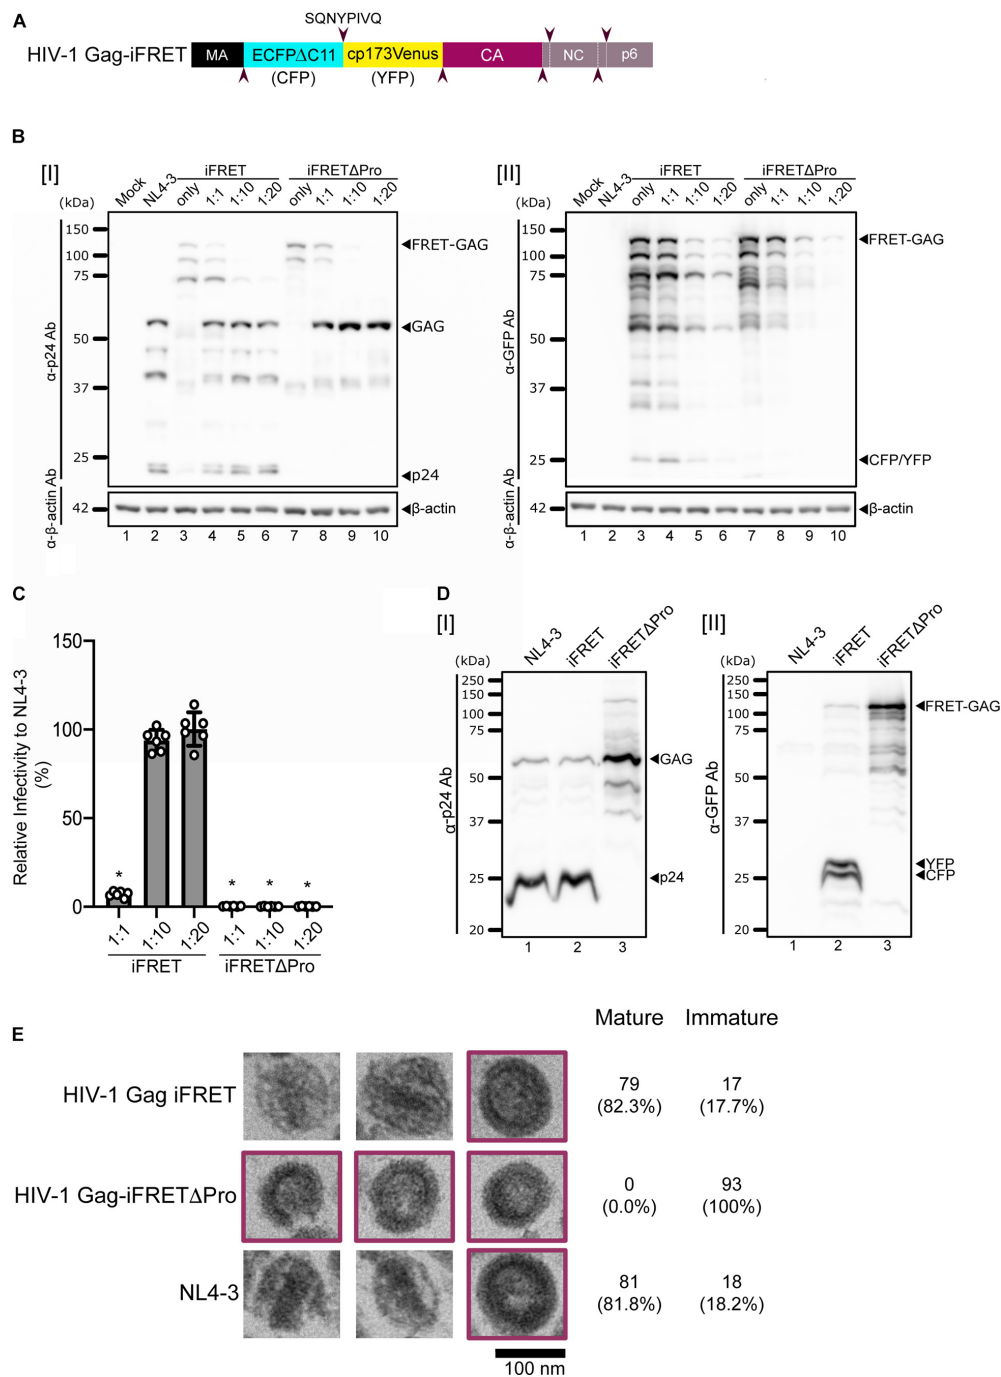 A
SQNYPIVQ
HIV-1 Gag-iFRET
MA ECFPΔC11 cp173Venus CA NC p6
(CFP) (YFP)
B
[I]
iFRET iFRETΔPro
Mock NL4-3 only 1:1 1:10 1:20 only 1:1 1:10 1:20
(kDa)
150
100
75
50
37
25
42
α-p24 Ab
α-β-actin Ab
FRET-GAG
GAG
p24
β-actin
1 2 3 4 5 6 7 8 9 10
[II]
iFRET iFRETΔPro
Mock NL4-3 only 1:1 1:10 1:20 only 1:1 1:10 1:20
(kDa)
150
100
75
50
37
25
42
α-GFP Ab
α-β-actin Ab
FRET-GAG
CFP/YFP
β-actin
1 2 3 4 5 6 7 8 9 10
C
Relative Infectivity to NL4-3
(%)
150
100
50
0
* * * *
1:1 1:10 1:20 1:1 1:10 1:20
iFRET iFRETΔPro
D
[I]
NL4-3 iFRET iFRETΔPro
(kDa)
250
150
100
75
50
37
25
20
α-p24 Ab
GAG
p24
1 2 3
[II]
NL4-3 iFRET iFRETΔPro
(kDa)
250
150
100
75
50
37
25
20
α-GFP Ab
FRET-GAG
YFP
CFP
1 2 3
E
Mature Immature
HIV-1 Gag iFRET
79 17
(82.3%) (17.7%)
HIV-1 Gag-iFRETΔPro
0 93
(0.0%) (100%)
NL4-3
81 18
(81.8%) (18.2%)
100 nm